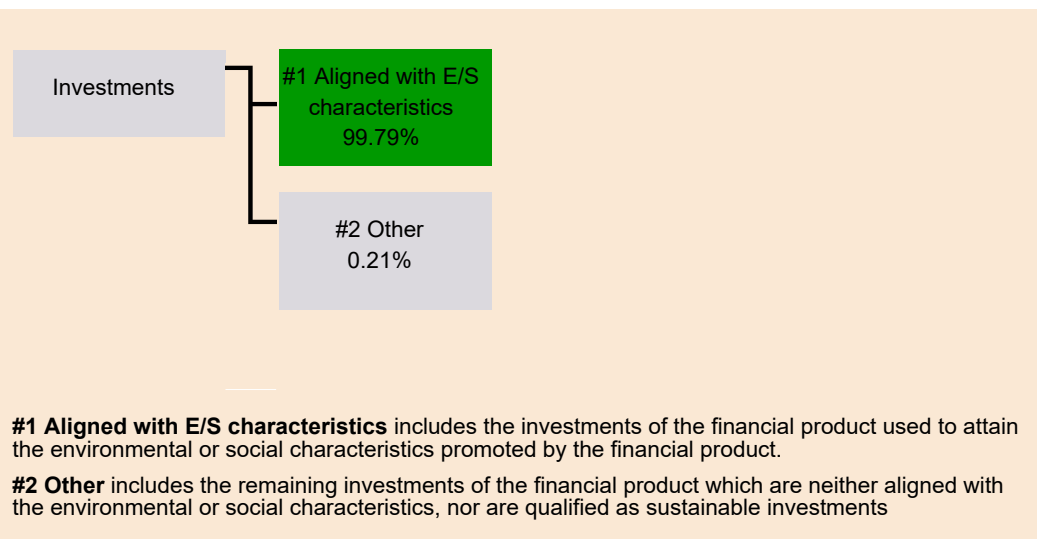 Investments
#1 Aligned with E/S
characteristics
99.79%
#2 Other
0.21%
#1 Aligned with E/S characteristics includes the investments of the financial product used to attain
the environmental or social characteristics promoted by the financial product.
#2 Other includes the remaining investments of the financial product which are neither aligned with
the environmental or social characteristics, nor are qualified as sustainable investments